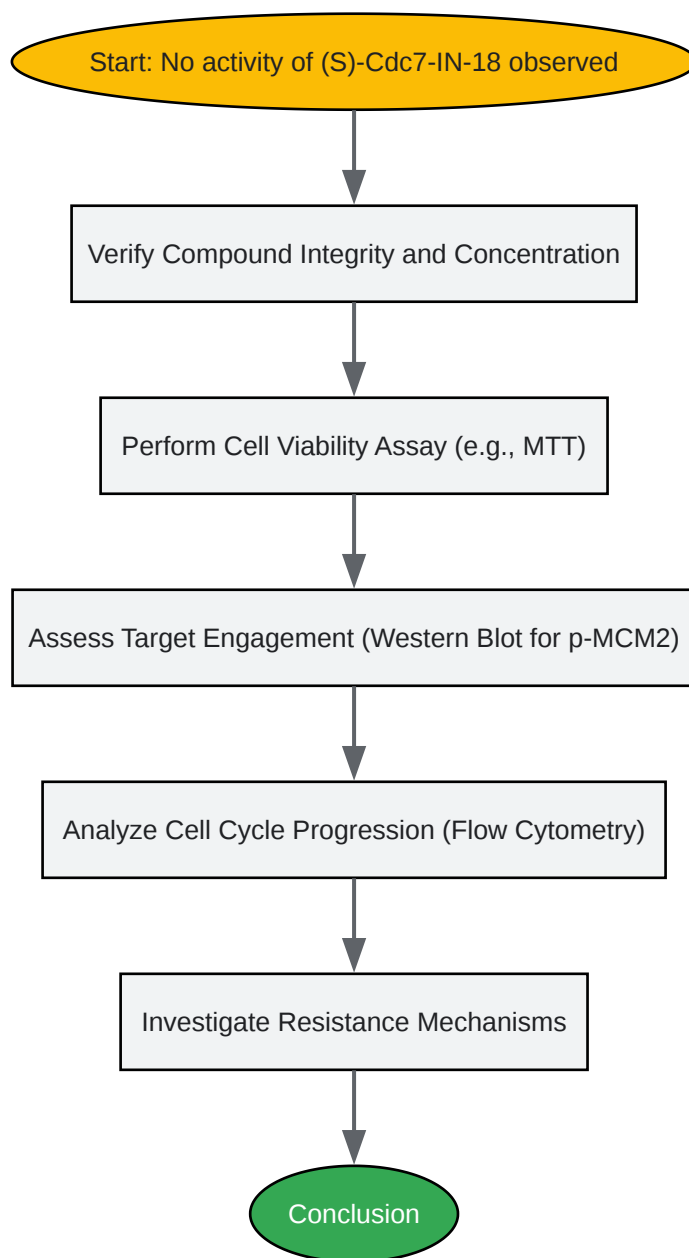 Start: No activity of (S)-Cdc7-IN-18 observed
Verify Compound Integrity and Concentration
Perform Cell Viability Assay (e.g., MTT)
Assess Target Engagement (Western Blot for p-MCM2)
Analyze Cell Cycle Progression (Flow Cytometry)
Investigate Resistance Mechanisms
Conclusion